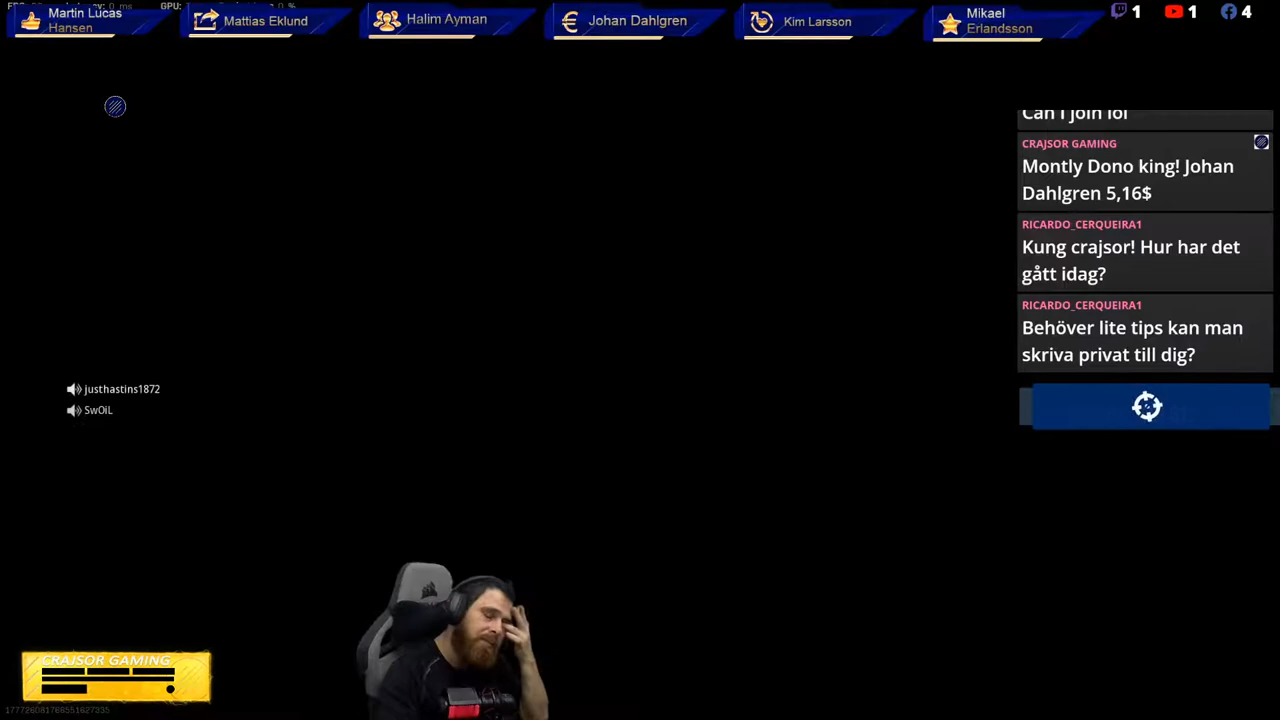 Martin Lucas
Hansen
Mattias Eklund
Halim Ayman
Johan Dahlgren
Kim Larsson
Mikael
Erlandsson
1
1
4
Can I join lol
CRAJSOR GAMING
Montly Dono king! Johan
Dahlgren 5,16$
RICARDO_CERQUEIRA1
Kung crajsor! Hur har det
gått idag?
RICARDO_CERQUEIRA1
Behöver lite tips kan man
skriva privat till dig?
justhastins1872
SwOiL
CRAJSOR GAMING